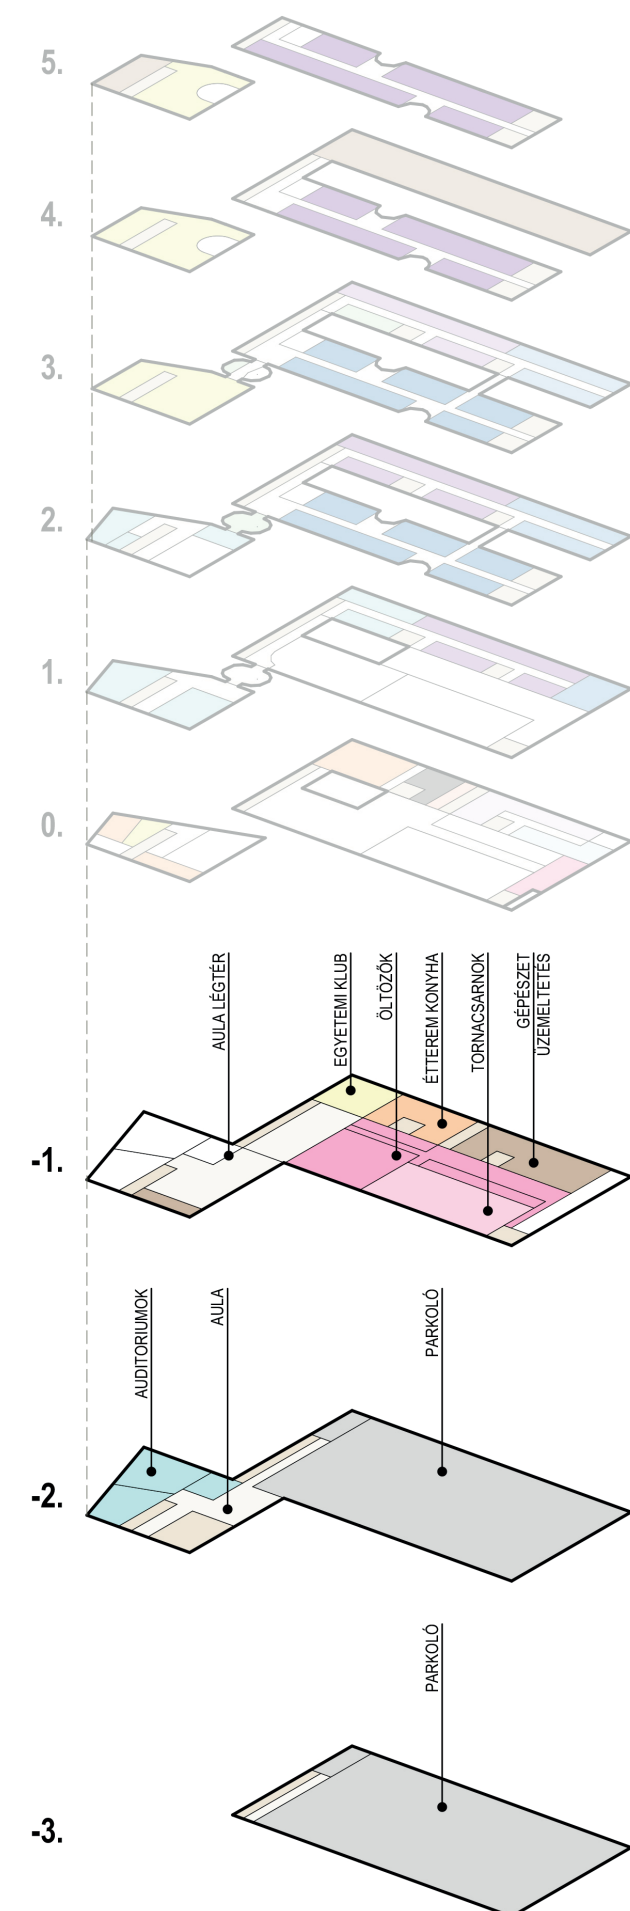 5.
4.
3.
2.
1.
0.
AULA LÉGTÉR
EGYETEMI KLUB
ÖLTÖZŐK
ÉTTEREM KONYHA
TORNACSARNOK
GÉPÉSZET
ÜZEMELTETÉS
-1.
AUDITORIUMOK
AULA
PARKOLÓ
-2.
PARKOLÓ
-3.